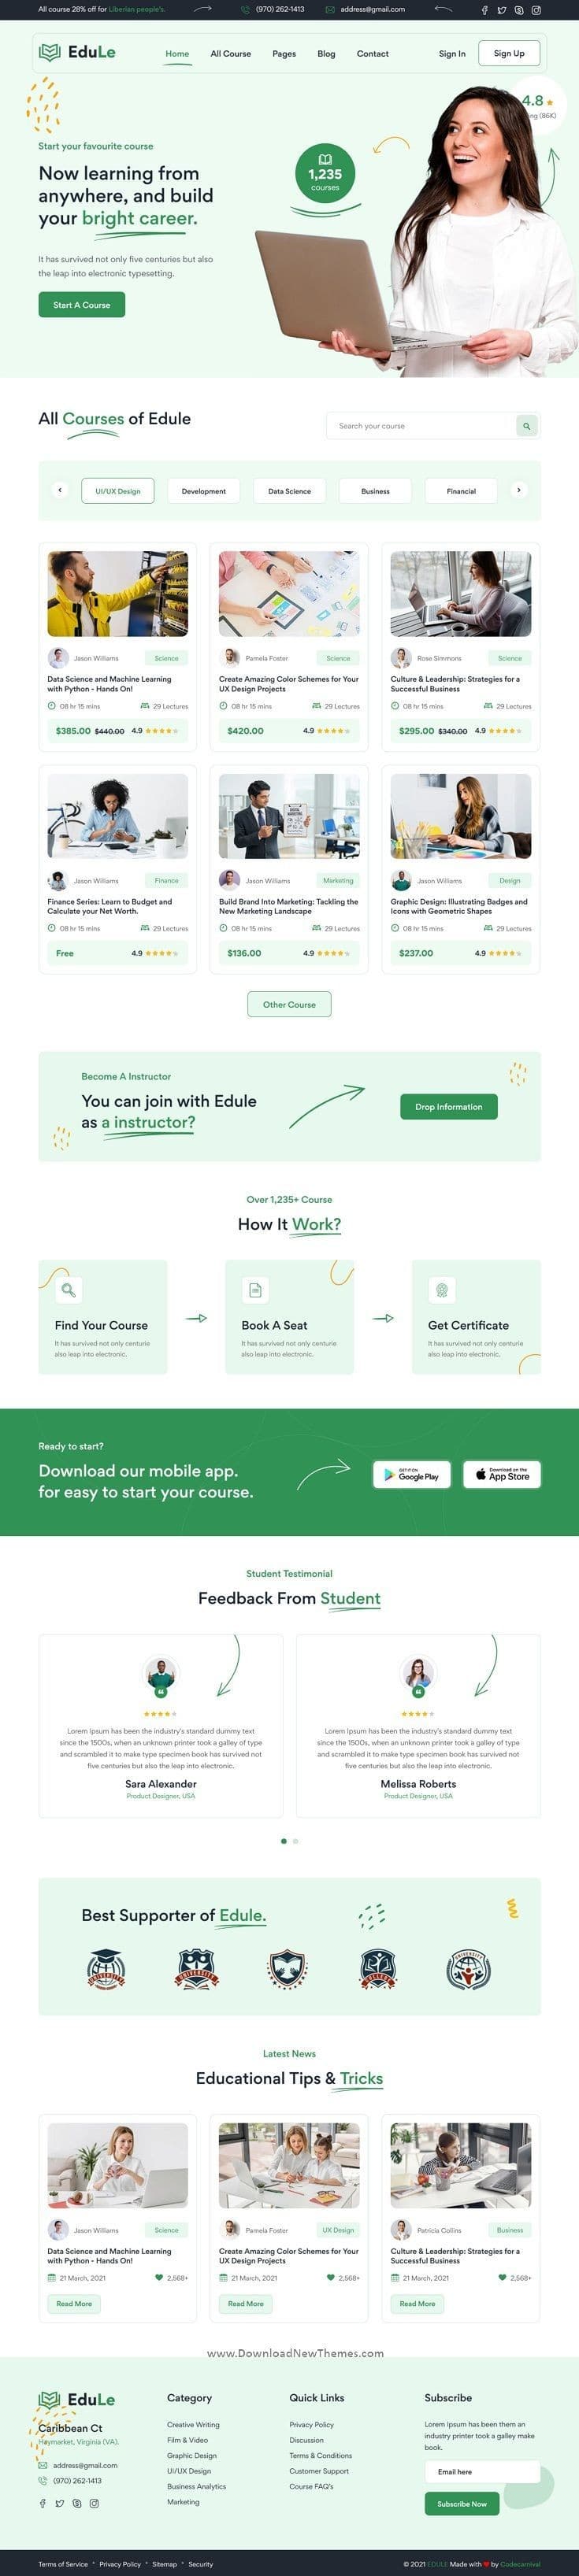 All course 28% off for Liberian people's.
(970) 262-1413
address@gmail.com
EduLe
Home
All Course
Pages
Blog
Contact
Sign In
Sign Up
4.8
(86K)
Start your favourite course
Now learning from
anywhere, and build
your bright career.
1,235
courses
It has survived not only five centuries but also
the leap into electronic typesetting.
Start A Course
All Courses of Edule
Search your course
UI/UX Design
Development
Data Science
Business
Financial
Jason Williams
Science
Data Science and Machine Learning
with Python - Hands On!
08 hr 15 mins
29 Lectures
$385.00 $440.00 4.9
Pamela Foster
Science
Create Amazing Color Schemes for Your
UX Design Projects
08 hr 15 mins
29 Lectures
$420.00 4.9
Rose Simmons
Science
Culture & Leadership: Strategies for a
Successful Business
08 hr 15 mins
29 Lectures
$295.00 $340.00 4.9
Jason Williams
Finance
Finance Series: Learn to Budget and
Calculate your Net Worth.
08 hr 15 mins
29 Lectures
Free 4.9
DIGITAL
MARKETING
Jason Williams
Marketing
Build Brand Into Marketing: Tackling the
New Marketing Landscape
08 hr 15 mins
29 Lectures
$136.00 4.9
Jason Williams
Design
Graphic Design: Illustrating Badges and
Icons with Geometric Shapes
08 hr 15 mins
29 Lectures
$237.00 4.9
Other Course
Become A Instructor
You can join with Edule
as a instructor?
Drop Information
Over 1,235+ Course
How It Work?
Find Your Course
It has survived not only centurie
also leap into electronic.
Book A Seat
It has survived not only centurie
also leap into electronic.
Get Certificate
It has survived not only centurie
also leap into electronic.
Ready to start?
Download our mobile app.
for easy to start your course.
GET IT ON
Google Play
Download on the
App Store
Student Testimonial
Feedback From Student
Lorem Ipsum has been the industry's standard dummy text
since the 1500s, when an unknown printer took a galley of type
and scrambled it to make type specimen book has survived not
five centuries but also the leap into electronic.
Sara Alexander
Product Designer, USA
Lorem Ipsum has been the industry's standard dummy text
since the 1500s, when an unknown printer took a galley of type
and scrambled it to make type specimen book has survived not
five centuries but also the leap into electronic.
Melissa Roberts
Product Designer, USA
Best Supporter of Edule.
UNIVERSITY
UNIVERSITY
COLLEGE
UNIVERSITY
Latest News
Educational Tips & Tricks
Jason Williams
Science
Data Science and Machine Learning
with Python - Hands On!
21 March, 2021
2,568+
Read More
Pamela Foster
UX Design
Create Amazing Color Schemes for Your
UX Design Projects
21 March, 2021
2,568+
Read More
Patricia Collins
Business
Culture & Leadership: Strategies for a
Successful Business
21 March, 2021
2,568+
Read More
www.DownloadNewThemes.com
EduLe
Caribbean Ct
Haymarket, Virginia (VA).
address@gmail.com
(970) 262-1413
Category
Creative Writing
Film & Video
Graphic Design
UI/UX Design
Business Analytics
Marketing
Quick Links
Privacy Policy
Discussion
Terms & Conditions
Customer Support
Course FAQ's
Subscribe
Lorem Ipsum has been them an
industry printer took a galley make
book.
Email here
Subscribe Now
Terms of Service
Privacy Policy
Sitemap
Security
© 2021 EDULE Made with ❤ by Codecarnival